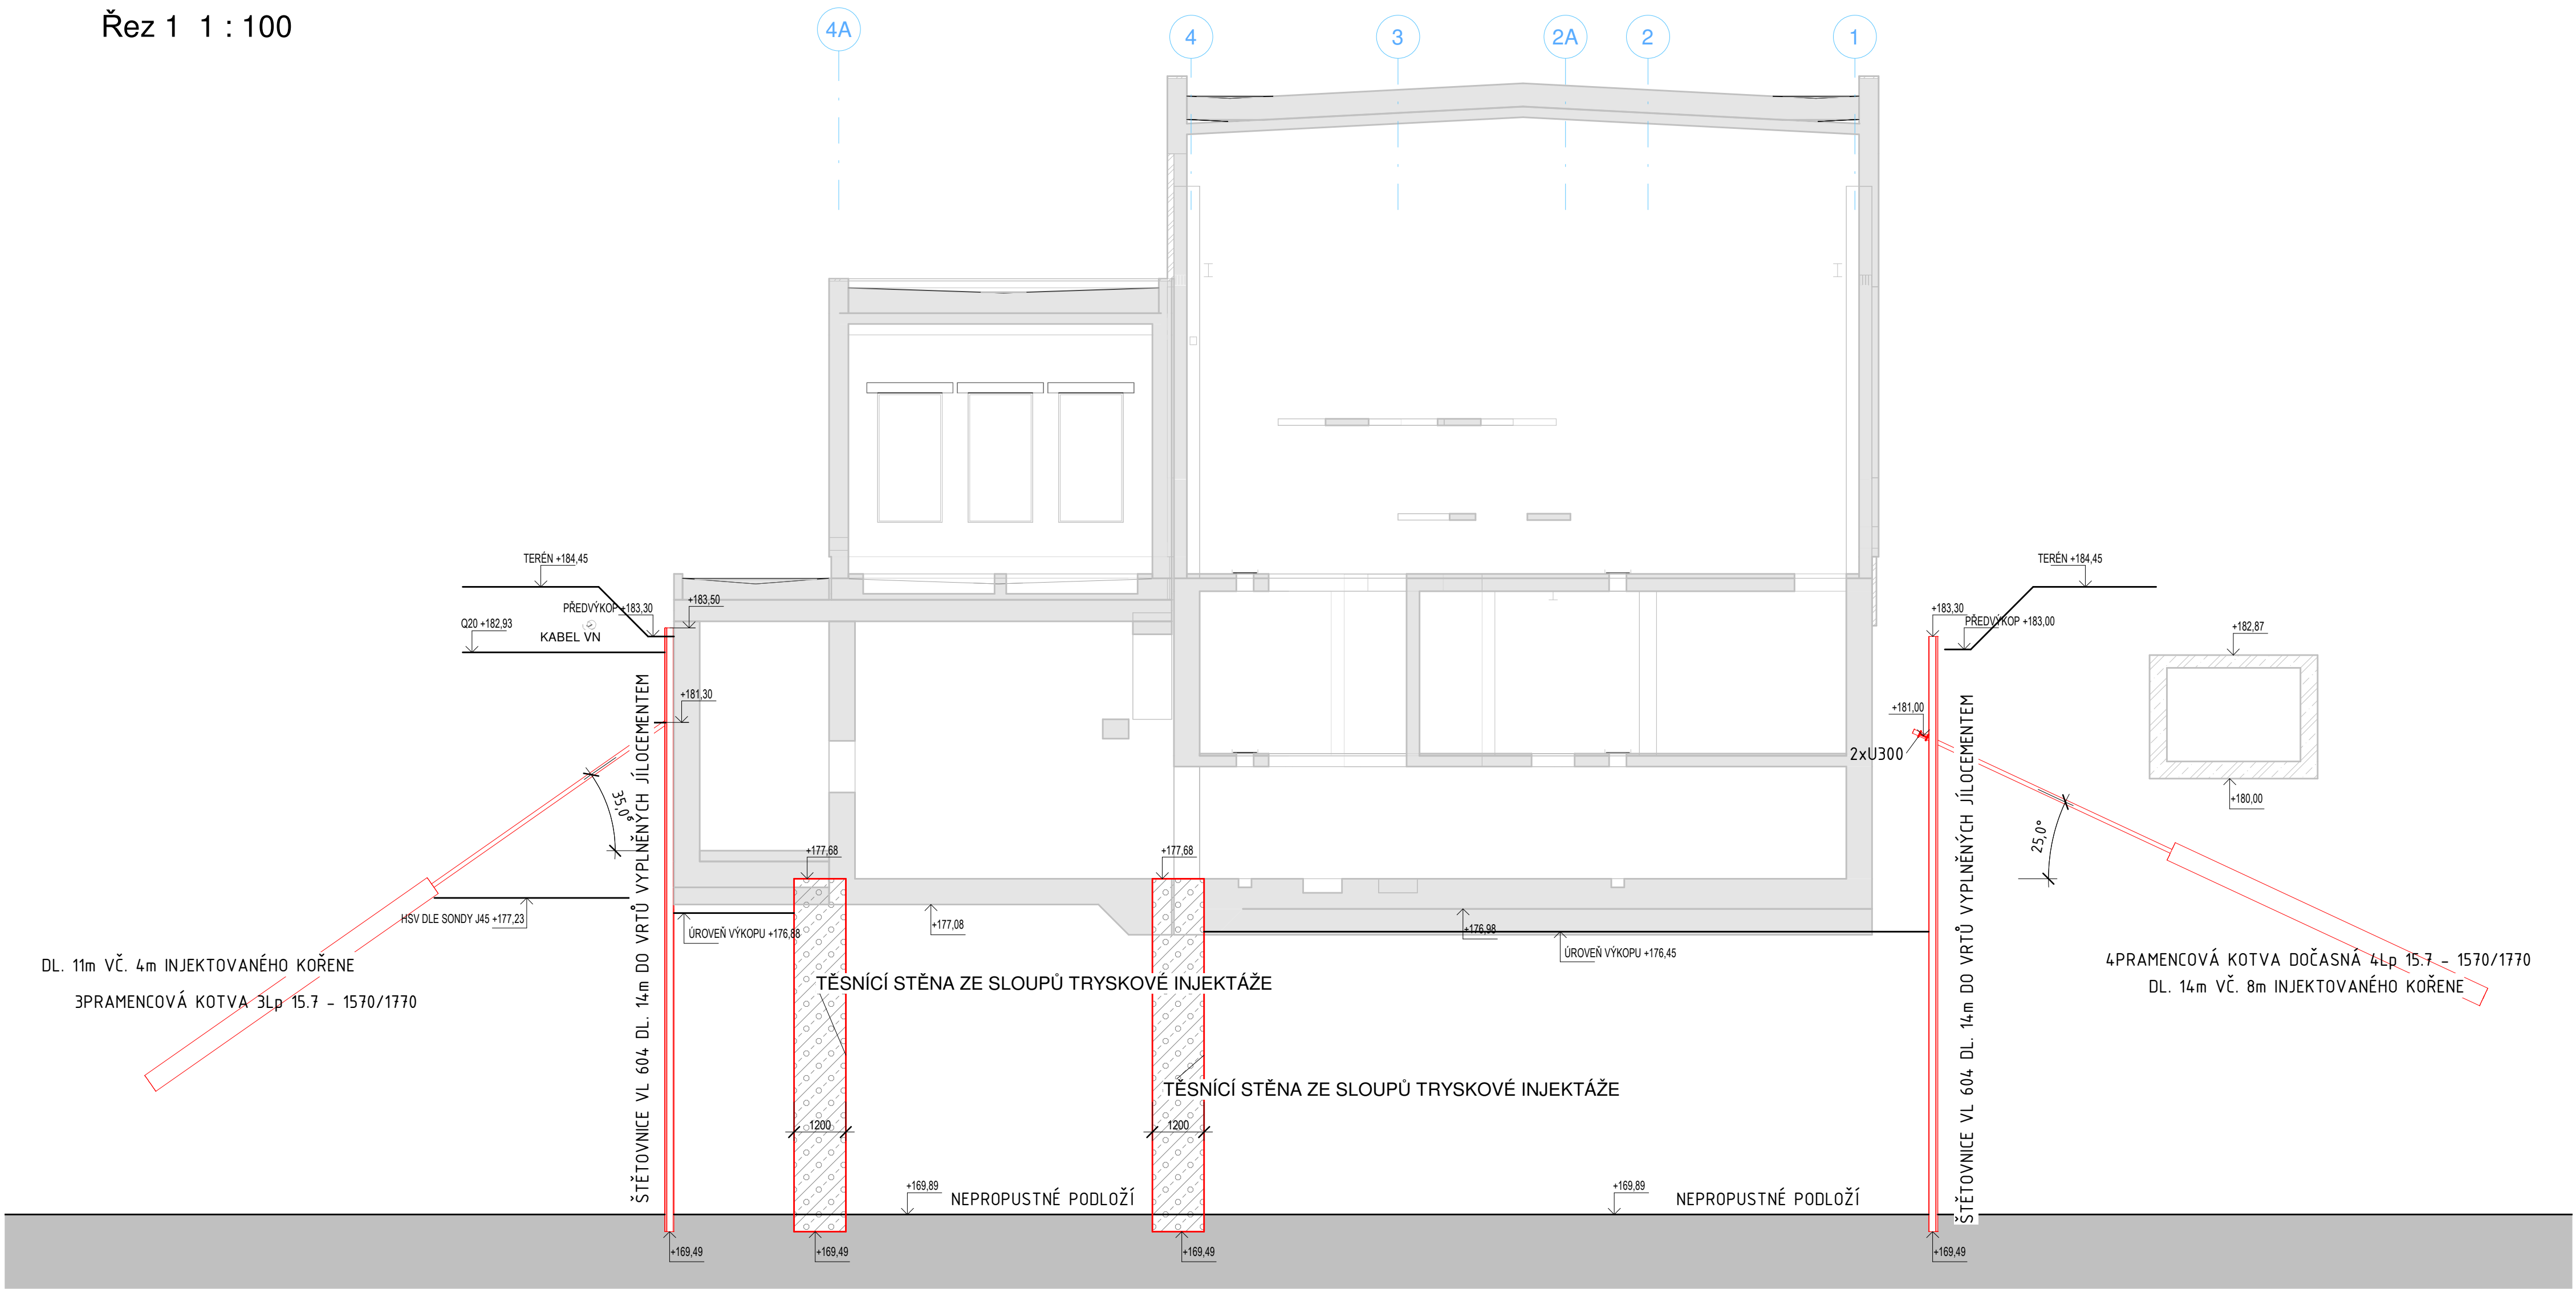 Řez 1 1 : 100
4A
4
3
2A
2
1
TERÉN +184,45
TERÉN +184,45
PŘEDVÝKOP +183,30
+183,50
+183,30
PŘEDVÝKOP +183,00
Q20 +182,93
KABEL VN
+182,87
+181,30
+181,00
2xU300
+180,00
35,0°
25,0°
ŠTĚTOVNICE VL 604 DL. 14m DO VRTŮ VYPLNĚNÝCH JÍLOCEMENTEM
ŠTĚTOVNICE VL 604 DL. 14m DO VRTŮ VYPLNĚNÝCH JÍLOCEMENTEM
+177,68
+177,68
HSV DLE SONDY J45 +177,23
+177,08
+176,98
ÚROVEŇ VÝKOPU +176,88
ÚROVEŇ VÝKOPU +176,45
DL. 11m VČ. 4m INJEKTOVANÉHO KOŘENE
3PRAMENCOVÁ KOTVA 3Lp 15.7 - 1570/1770
4PRAMENCOVÁ KOTVA DOČASNÁ 4Lp 15.7 - 1570/1770
DL. 14m VČ. 8m INJEKTOVANÉHO KOŘENE
TĚSNÍCÍ STĚNA ZE SLOUPŮ TRYSKOVÉ INJEKTÁŽE
TĚSNÍCÍ STĚNA ZE SLOUPŮ TRYSKOVÉ INJEKTÁŽE
1200
1200
+169,89
NEPROPUSTNÉ PODLOŽÍ
+169,89
NEPROPUSTNÉ PODLOŽÍ
+169,49
+169,49
+169,49
+169,49